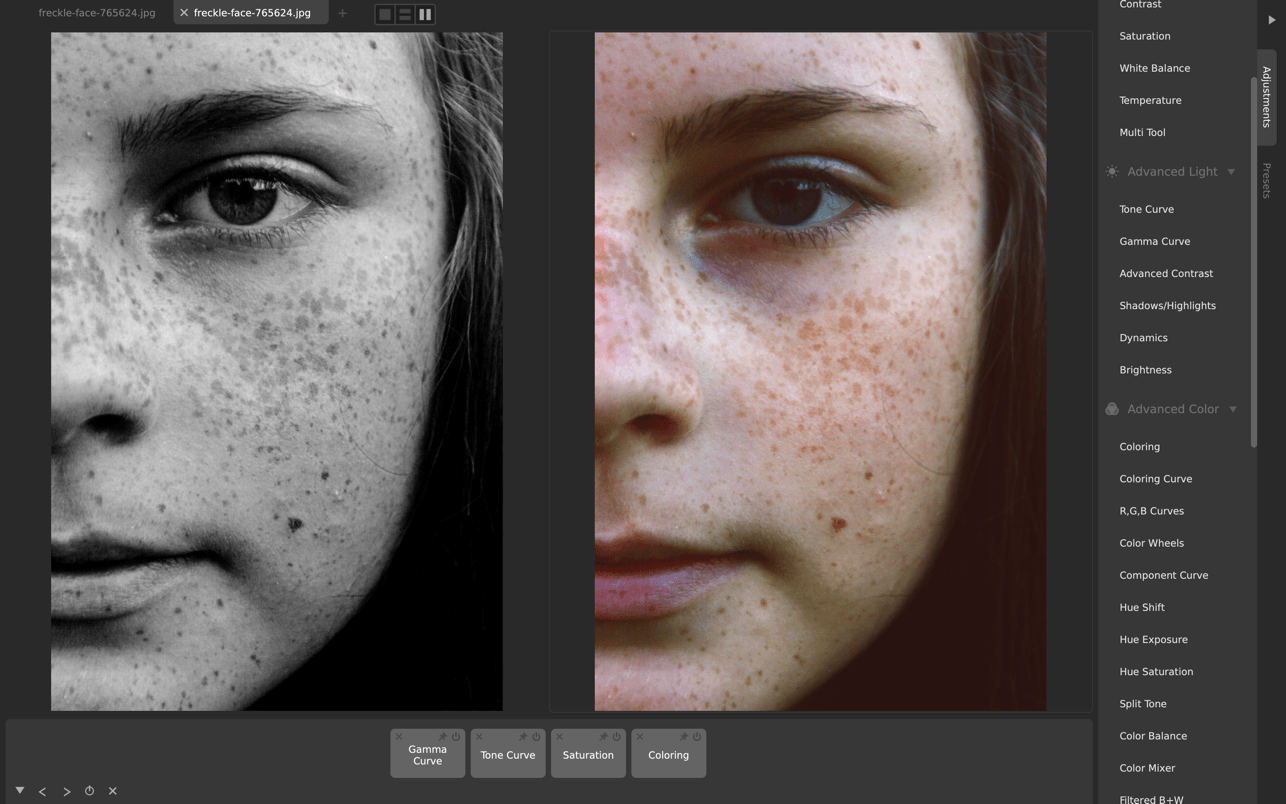 freckle-face-765624.jpg
freckle-face-765624.jpg
Contrast
Saturation
White Balance
Temperature
Multi Tool
Advanced Light
Tone Curve
Gamma Curve
Advanced Contrast
Shadows/Highlights
Dynamics
Brightness
Advanced Color
Coloring
Coloring Curve
R,G,B Curves
Color Wheels
Component Curve
Hue Shift
Hue Exposure
Hue Saturation
Split Tone
Color Balance
Color Mixer
Filtered B+W
Adjustments
Presets
Gamma
Curve
Tone Curve
Saturation
Coloring